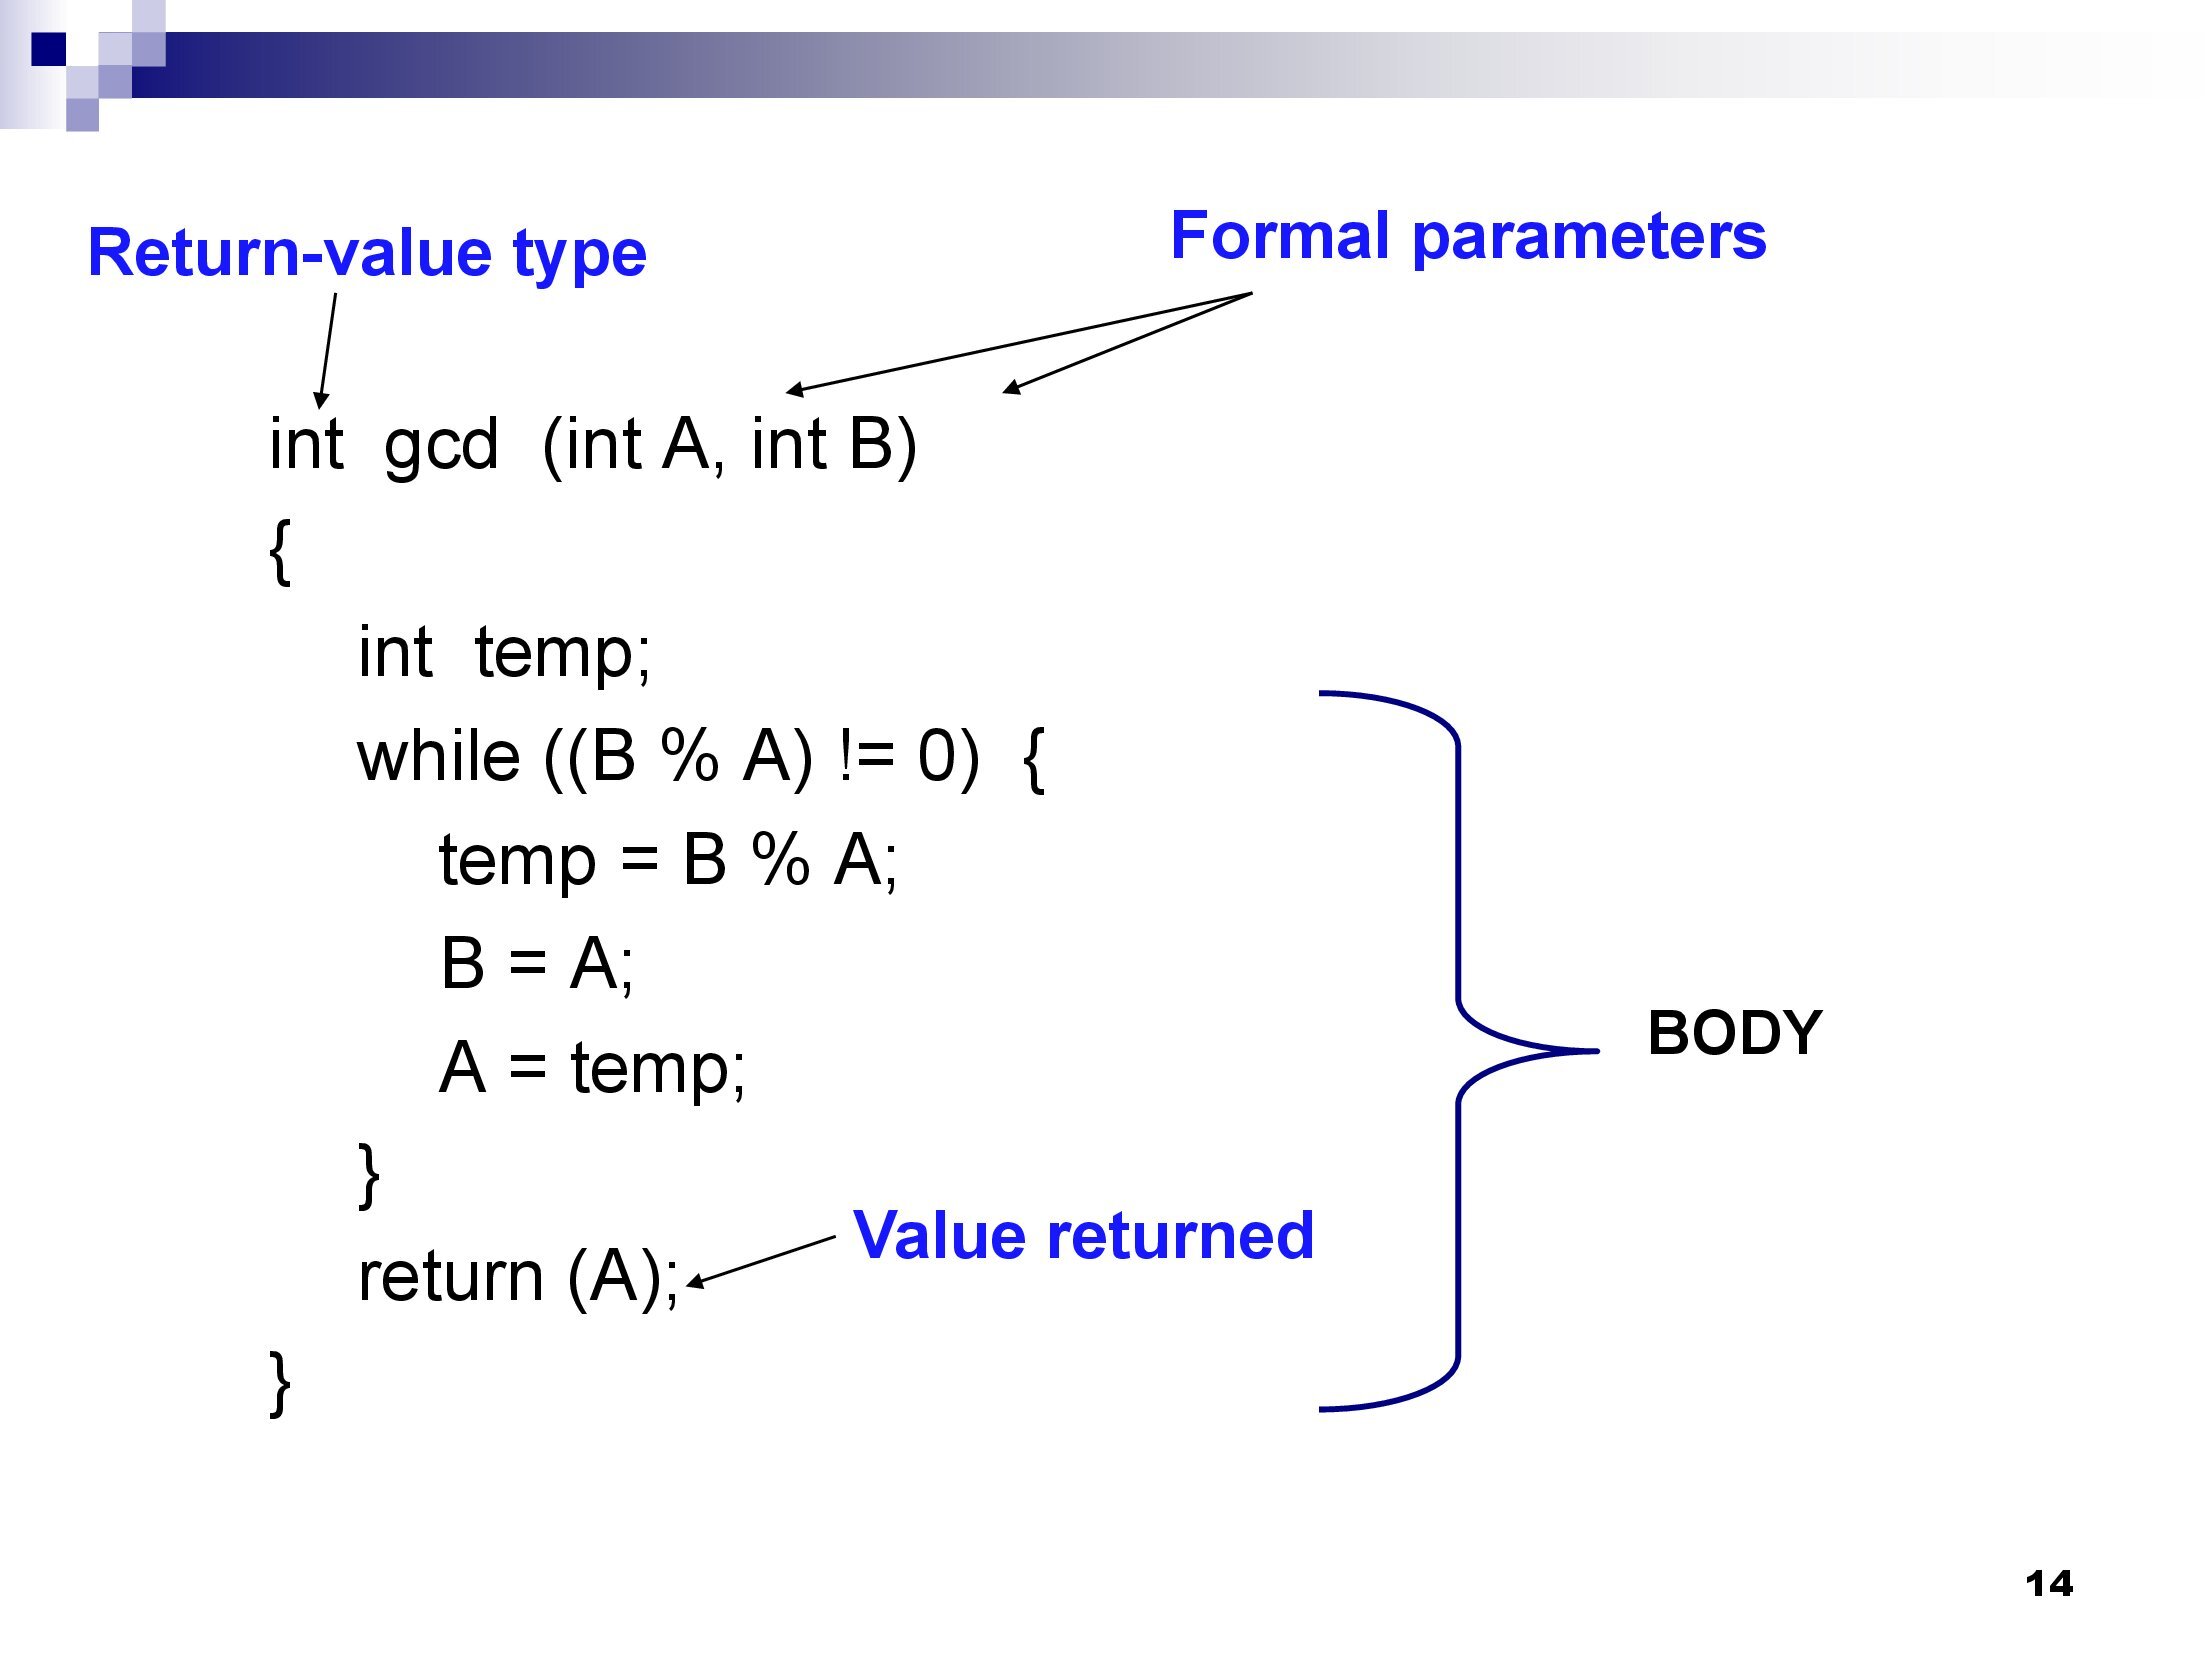 Return-value type
Formal parameters
int  gcd  (int A, int B)
{
int  temp;
while ((B % A) != 0)  {
temp = B % A;
B = A;
A = temp;
}
return (A);
Value returned
}
BODY
14